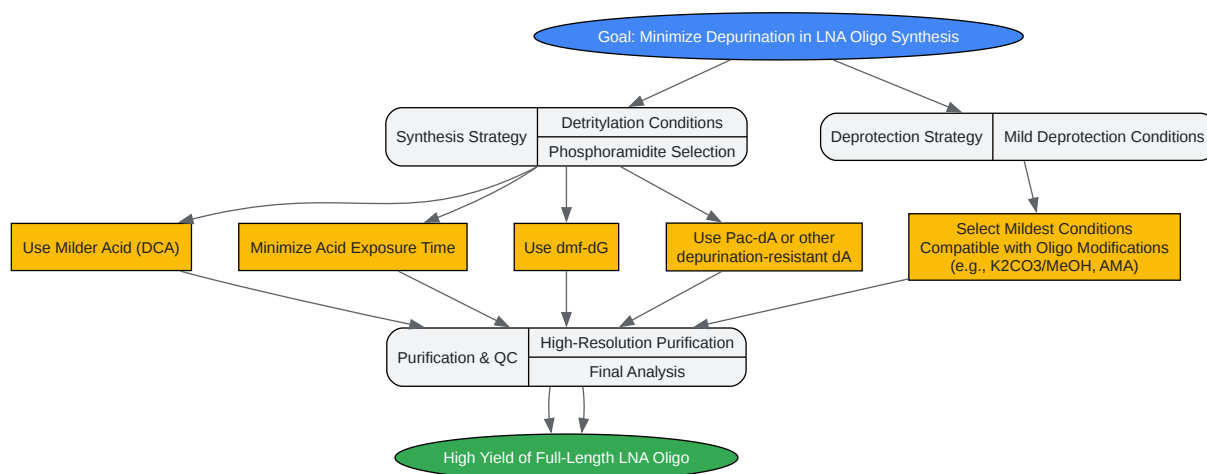 Goal: Minimize Depurination in LNA Oligo Synthesis
Synthesis Strategy
Detritylation Conditions
Phosphoramidite Selection
Deprotection Strategy
Mild Deprotection Conditions
Use Milder Acid (DCA)
Minimize Acid Exposure Time
Use dmf-dG
Use Pac-dA or other
depurination-resistant dA
Select Mildest Conditions
Compatible with Oligo Modifications
(e.g., K2CO3/MeOH, AMA)
Purification & QC
High-Resolution Purification
Final Analysis
High Yield of Full-Length LNA Oligo